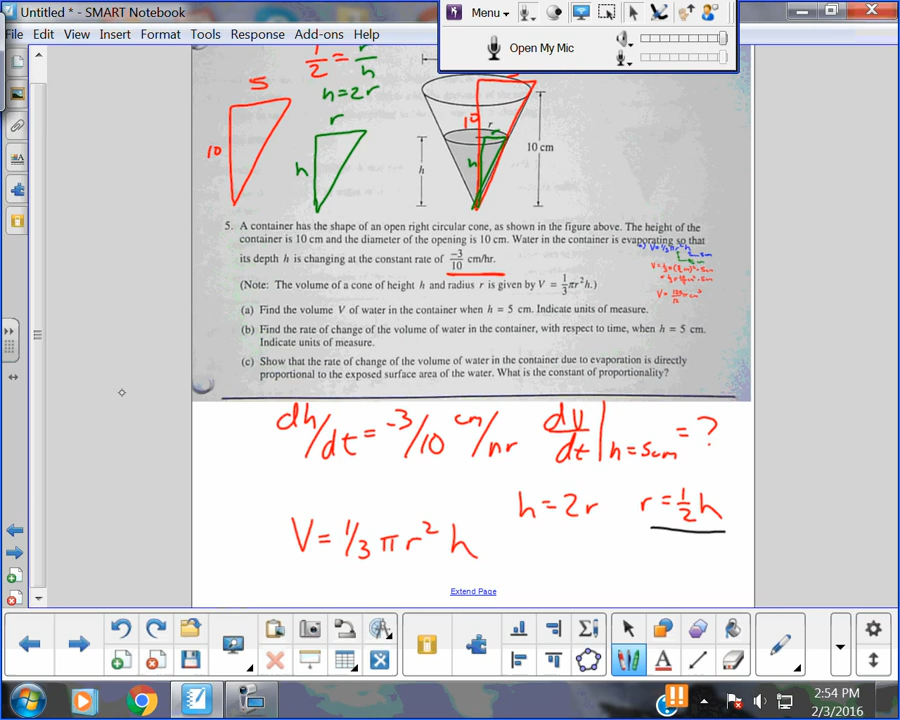 Untitled * - SMART Notebook
Menu
Open My Mic
File Edit View Insert Format Tools Response Add-ons Help
1/2 = r/h
h=2r
5
10
r
h
10
r
h
h
10 cm
5. A container has the shape of an open right circular cone, as shown in the figure above. The height of the
container is 10 cm and the diameter of the opening is 10 cm. Water in the container is evaporating so that
its depth h is changing at the constant rate of -3/10 cm/hr.
(Note: The volume of a cone of height h and radius r is given by V = 1/3 πr²h.)
(a) Find the volume V of water in the container when h = 5 cm. Indicate units of measure.
(b) Find the rate of change of the volume of water in the container, with respect to time, when h = 5 cm.
Indicate units of measure.
(c) Show that the rate of change of the volume of water in the container due to evaporation is directly
proportional to the exposed surface area of the water. What is the constant of proportionality?
V=1/3πr²h
dh/dt = -3/10 cm/hr dV/dt|h=5cm = ?
h=2r r=1/2h
V=1/3πr²h
Extend Page
2:54 PM
2/3/2016